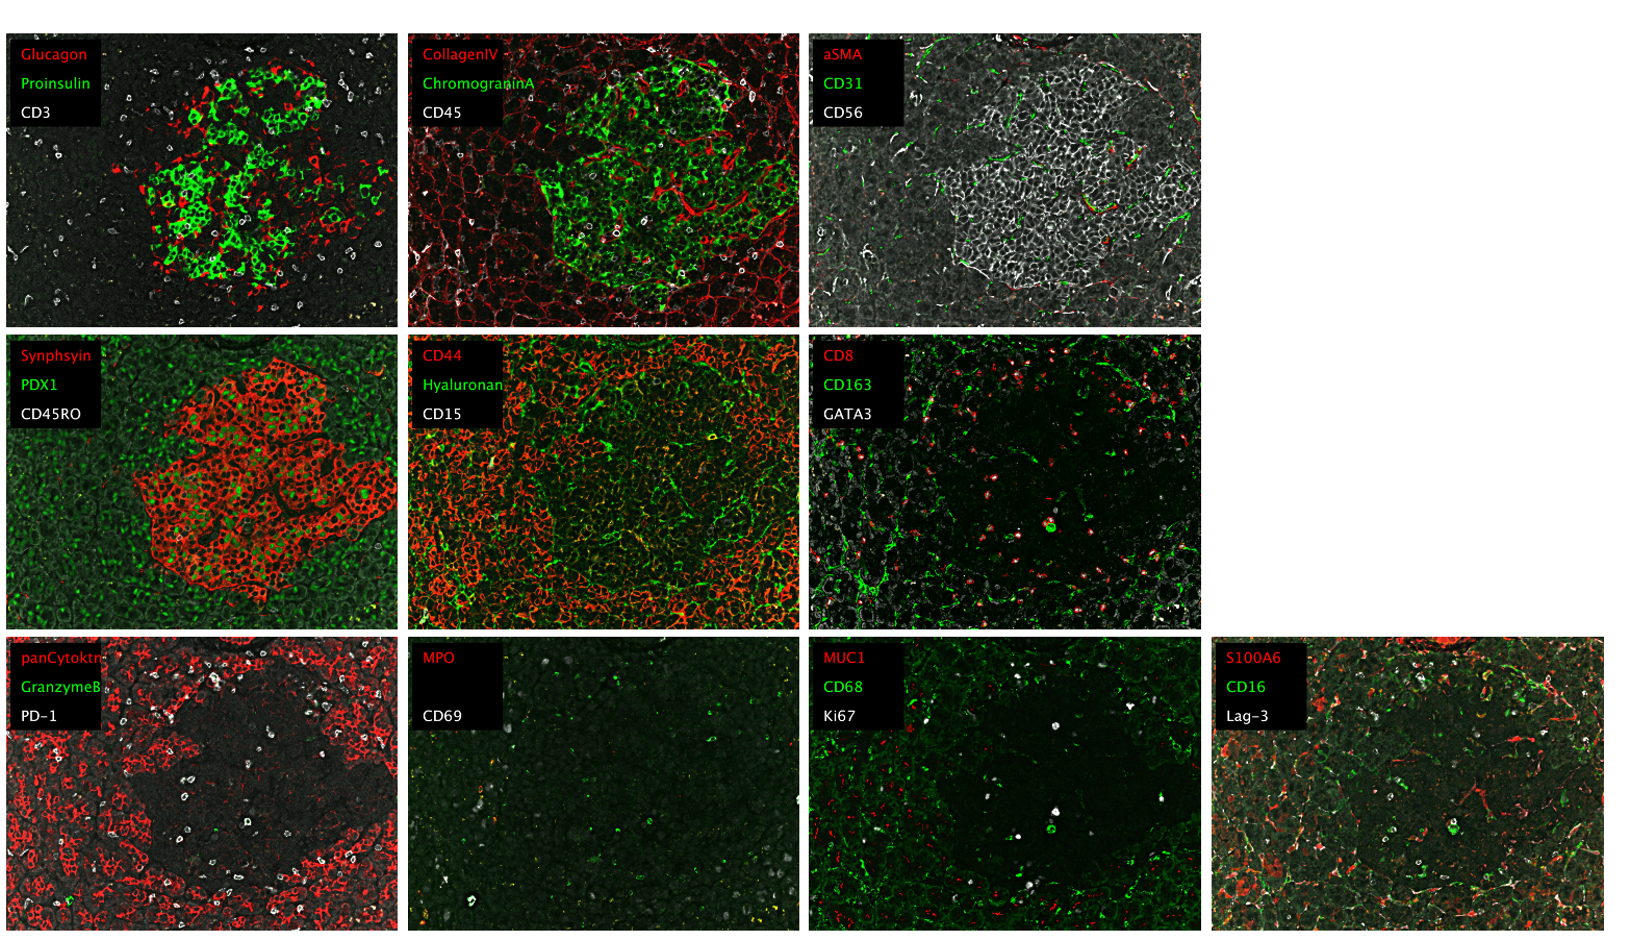 Glucagon
Proinsulin
CD3
CollagenIV
ChromograninA
CD45
aSMA
CD31
CD56
Synphsyin
PDX1
CD45RO
CD44
Hyaluronan
CD15
CD8
CD163
GATA3
panCytoktn
GranzymeB
PD-1
MPO
CD69
MUC1
CD68
Ki67
S100A6
CD16
Lag-3